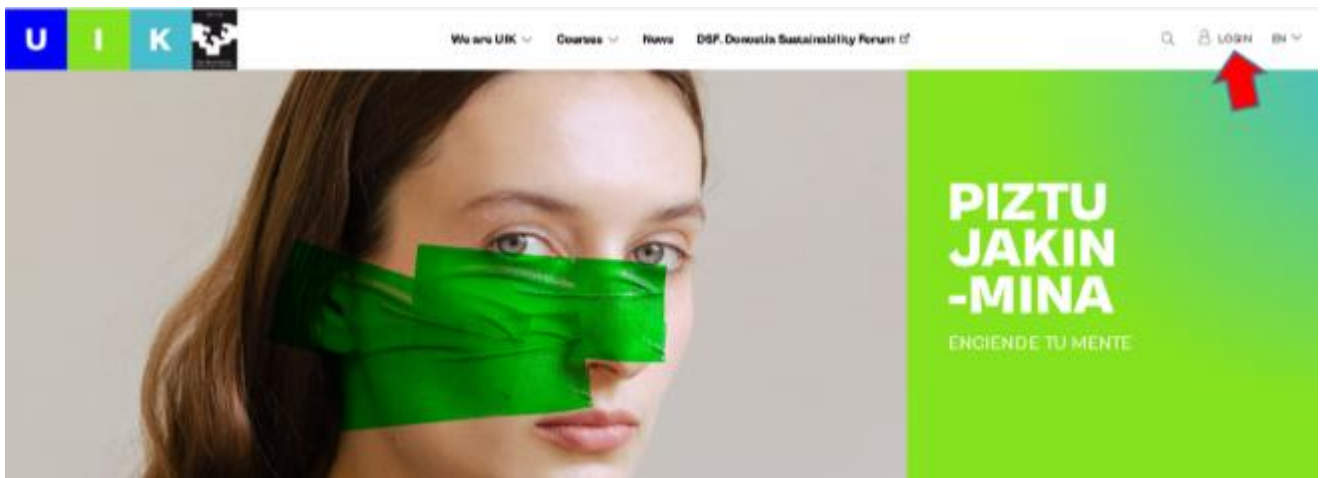 U I K
We are UIK
Courses
News
DSF. Donostia Sustainability Forum
LOGIN
EN
PIZTU
JAKIN
-MINA
ENCIENDE TU MENTE